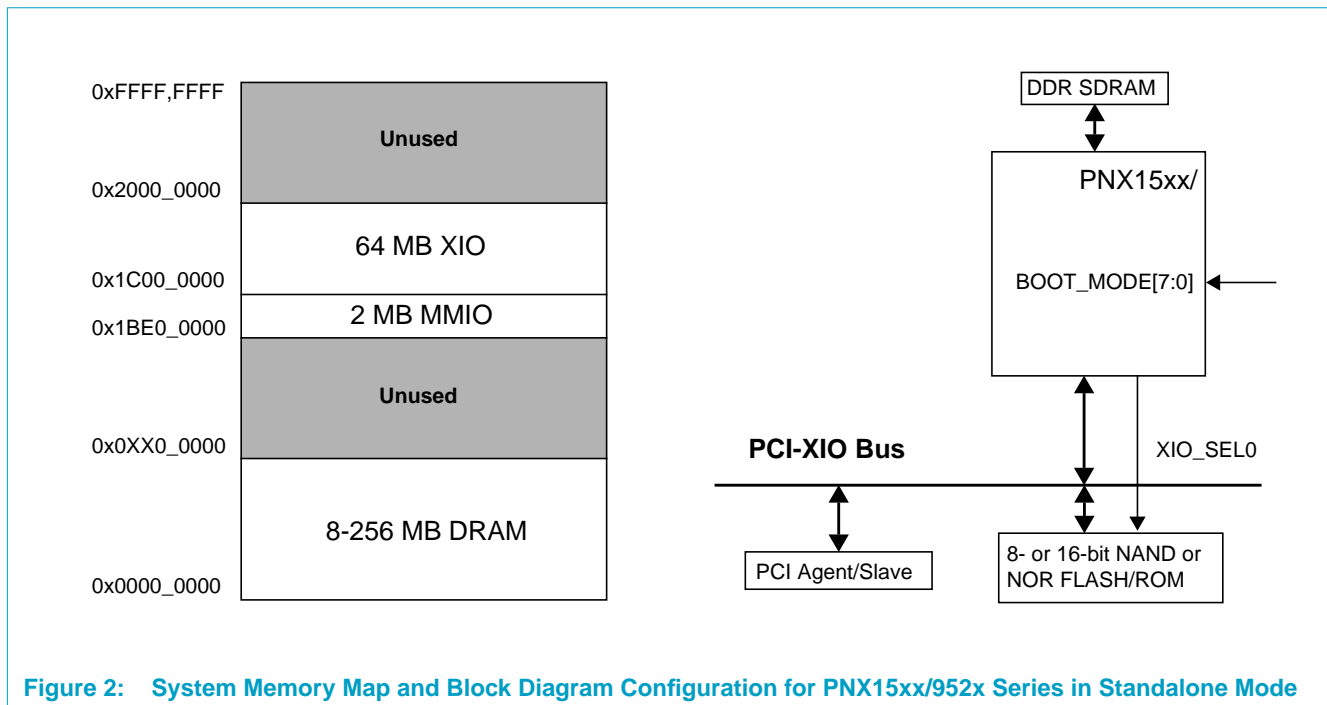 0xFFFF,FFFF
Unused
0x2000_0000
64 MB XIO
0x1C00_0000
2 MB MMIO
0x1BE0_0000
Unused
0x0XX0_0000
8-256 MB DRAM
0x0000_0000
DDR SDRAM
PNX15xx/
BOOT_MODE[7:0]
PCI-XIO Bus
XIO_SEL0
PCI Agent/Slave
8- or 16-bit NAND or
NOR FLASH/ROM
Figure 2: System Memory Map and Block Diagram Configuration for PNX15xx/952x Series in Standalone Mode